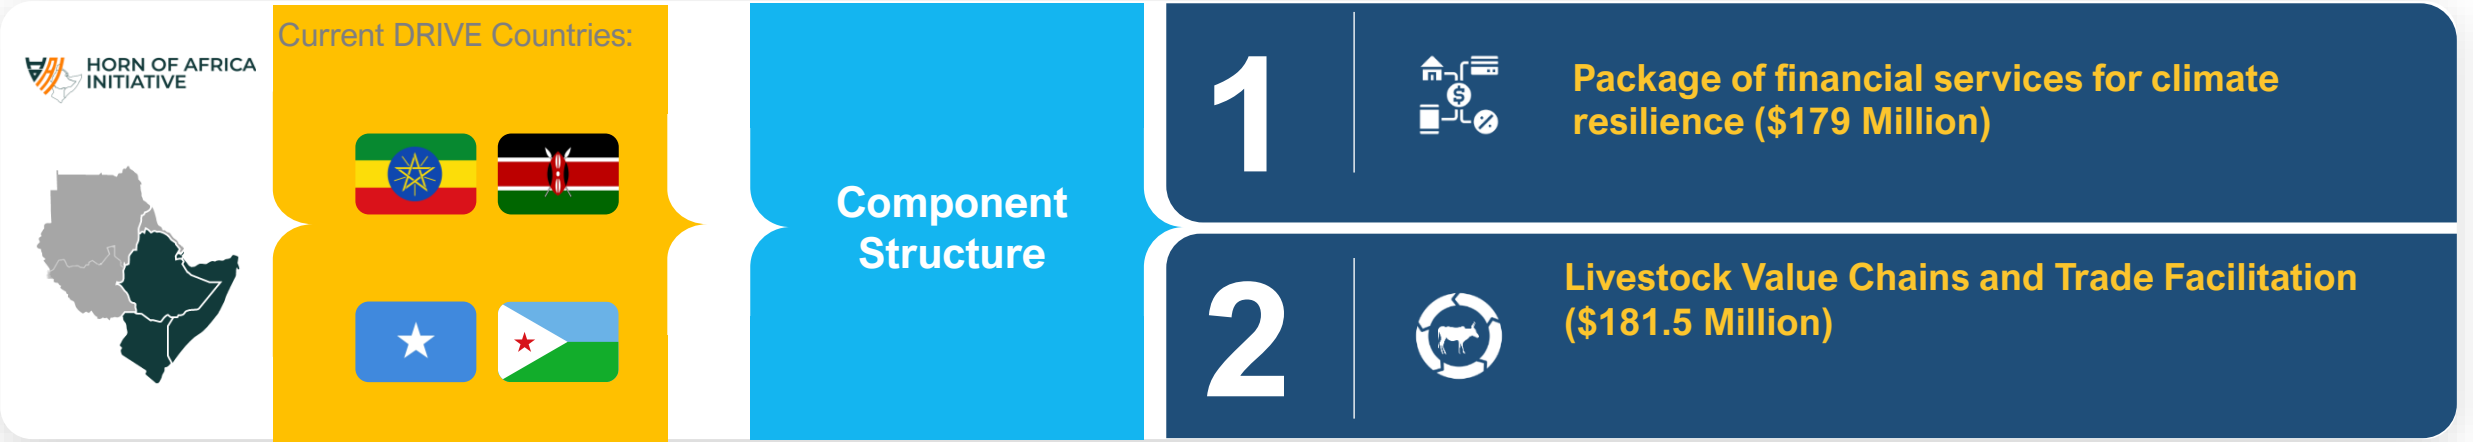 HORN OF AFRICA
INITIATIVE
Current DRIVE Countries:
Component
Structure
1
Package of financial services for climate
resilience ($179 Million)
2
Livestock Value Chains and Trade Facilitation
($181.5 Million)